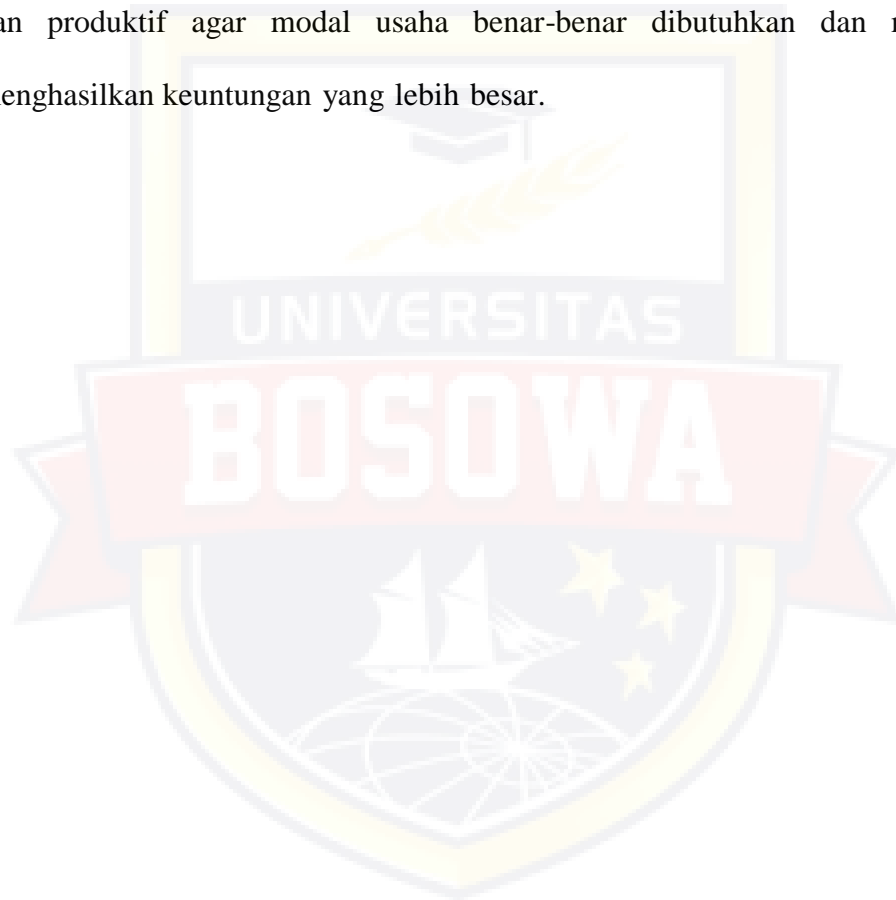 an produktif agar modal usaha benar-benar dibutuhkan dan
enghasilkan keuntungan yang lebih besar.
UNIVERSITAS
BOSOWA